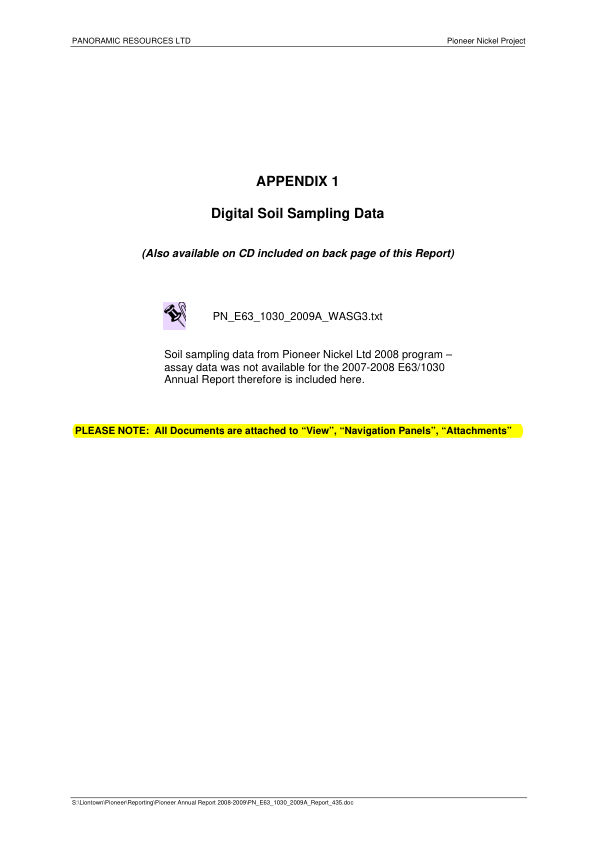 PANORAMIC RESOURCES LTD Pioneer Nickel Project
APPENDIX 1
Digital Soil Sampling Data
(Also available on CD included on back page of this Report)
PN_E63_1030_2009A_WASG3.txt
Soil sampling data from Pioneer Nickel Ltd 2008 program –
assay data was not available for the 2007-2008 E63/1030
Annual Report therefore is included here.
PLEASE NOTE:  All Documents are attached to “View”, “Navigation Panels”, “Attachments”
S:\Liontown\Pioneer\Reporting\Pioneer Annual Report 2008-2009\PN_E63_1030_2009A_Report_435.doc